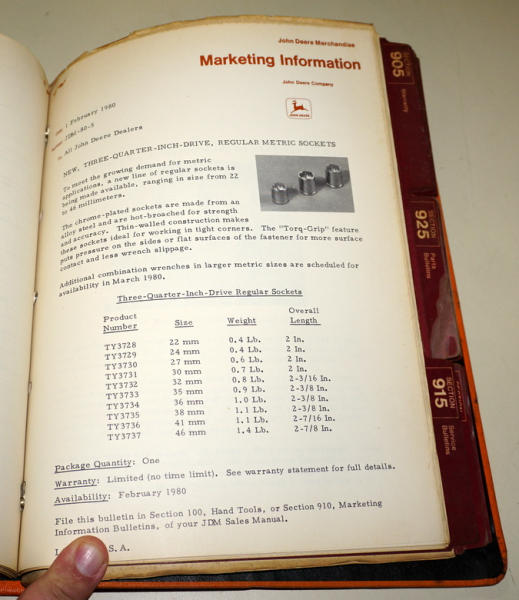 John Deere Merchandise
Marketing Information
John Deere Company
JOHN DEERE
1 February 1980
JDM-80-5
To All John Deere Dealers
NEW, THREE-QUARTER-INCH-DRIVE, REGULAR METRIC SOCKETS
To meet the growing demand for metric
applications, a new line of regular sockets is
being made available, ranging in size from 22
to 46 millimeters.
The chrome-plated sockets are made from an
alloy steel and are hot-broached for strength
and accuracy. Thin-walled construction makes
these sockets ideal for working in tight corners. The "Torq-Grip" feature
puts pressure on the sides or flat surfaces of the fastener for more surface
contact and less wrench slippage.
Additional combination wrenches in larger metric sizes are scheduled for
availability in March 1980.
Three-Quarter-Inch-Drive Regular Sockets
Product Number Size Weight Overall Length
TY3728 22 mm 0.4 Lb. 2 In.
TY3729 24 mm 0.4 Lb. 2 In.
TY3730 27 mm 0.6 Lb. 2 In.
TY3731 30 mm 0.7 Lb. 2 In.
TY3732 32 mm 0.8 Lb. 2-3/16 In.
TY3733 35 mm 0.9 Lb. 2-3/8 In.
TY3734 36 mm 1.0 Lb. 2-3/8 In.
TY3735 38 mm 1.1 Lb. 2-3/8 In.
TY3736 41 mm 1.1 Lb. 2-7/16 In.
TY3737 46 mm 1.4 Lb. 2-7/8 In.
Package Quantity: One
Warranty: Limited (no time limit). See warranty statement for full details.
Availability: February 1980
File this bulletin in Section 100, Hand Tools, or Section 910, Marketing
Information Bulletins, of your JDM Sales Manual.
L S. A.
SECTION
905
Warranty
SECTION
925
Parts
Bulletins
SECTION
915
Service
Bulletins